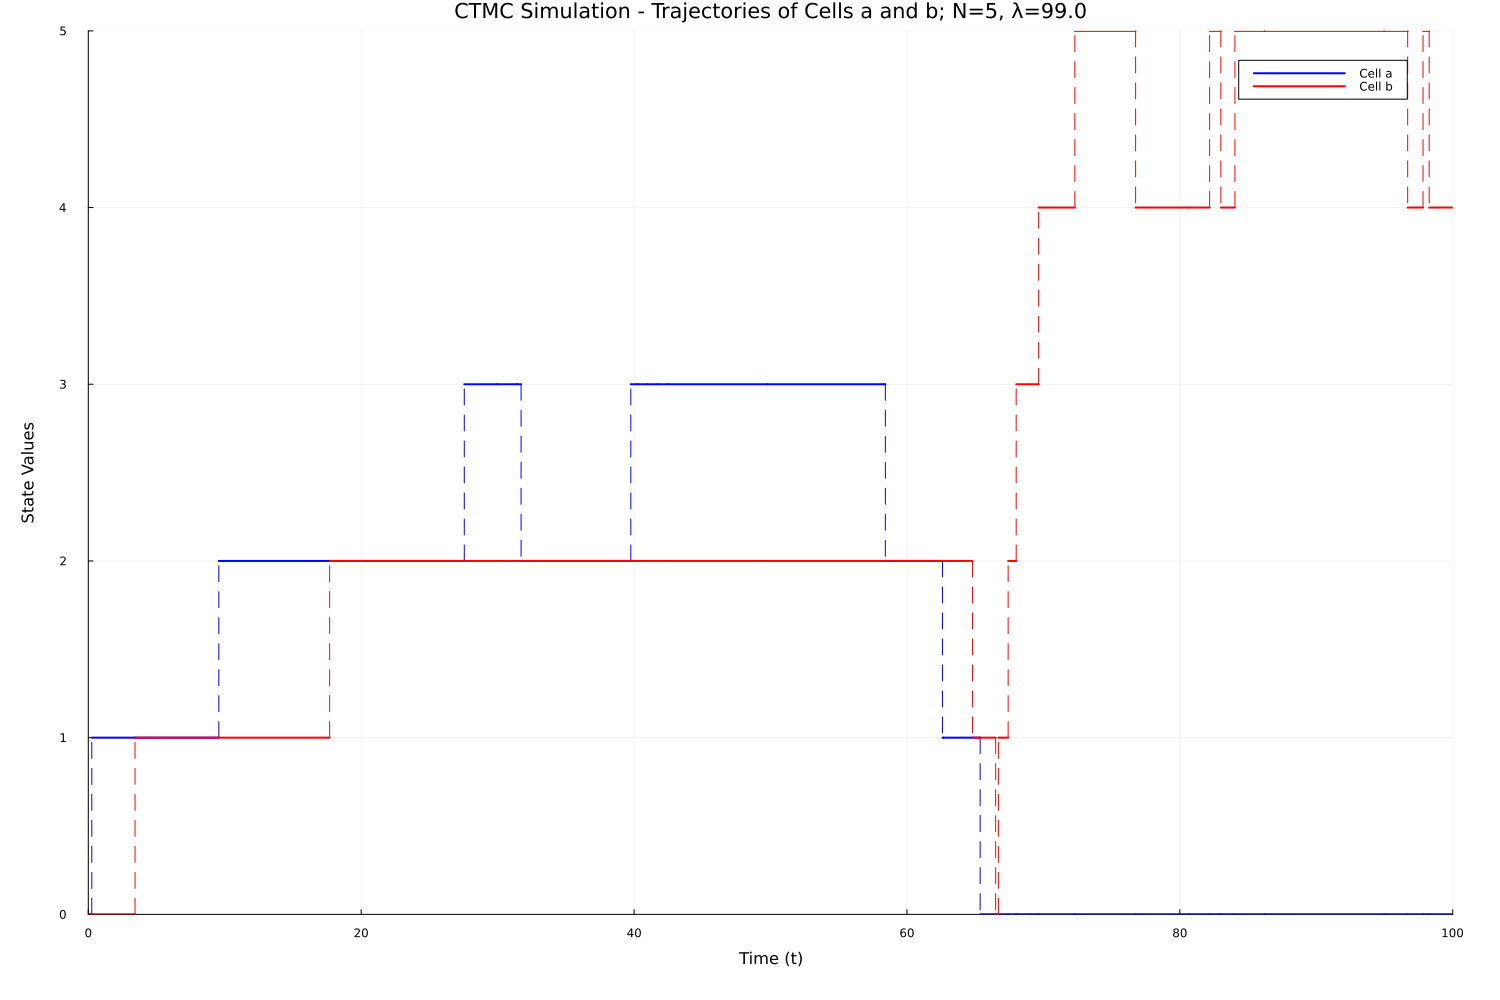 CTMC Simulation - Trajectories of Cells a and b; N=5, λ=99.0
5
Cell a
Cell b
4
3
State Values
2
1
0
0 20 40 60 80 100
Time (t)